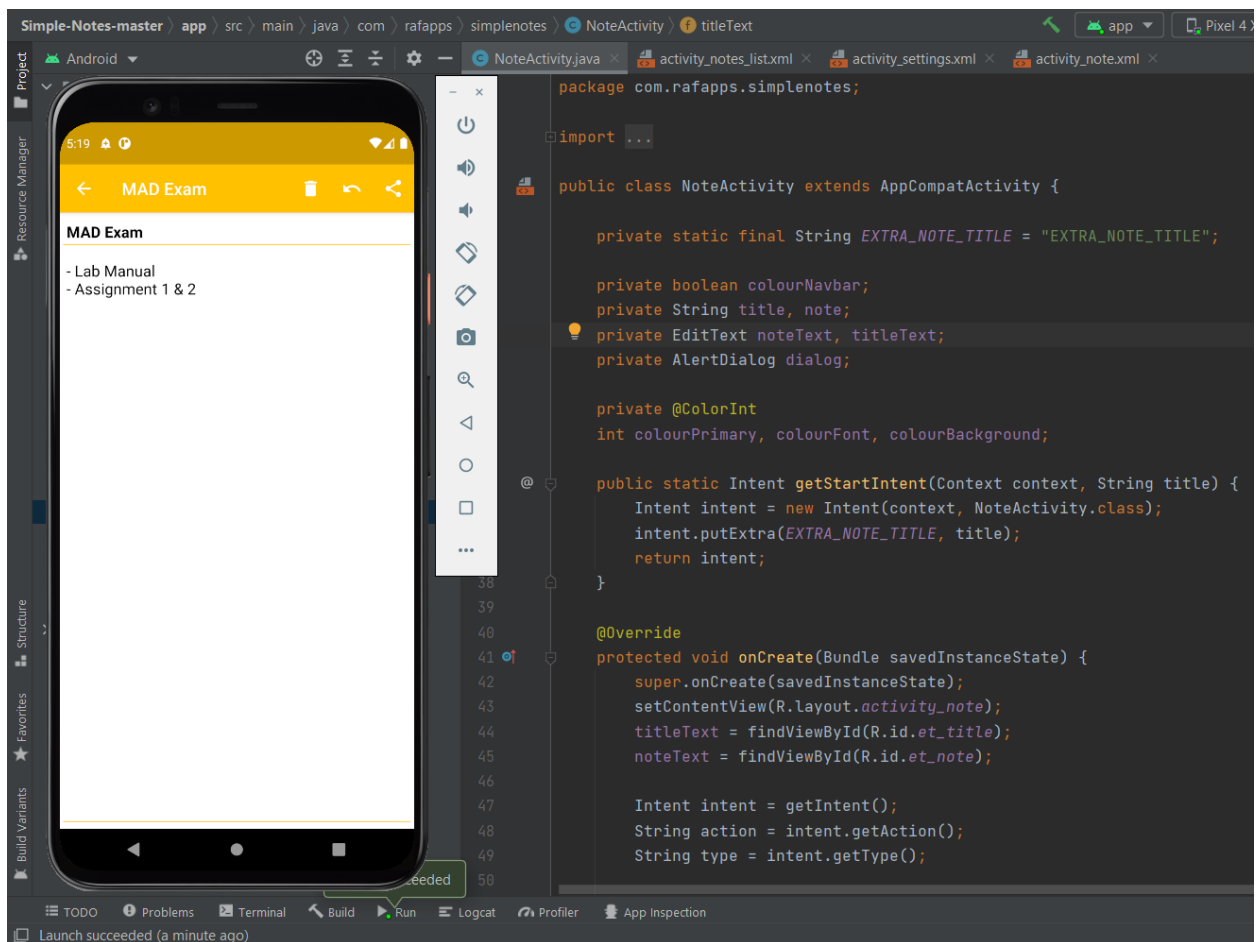 Simple-Notes-master 〉 app 〉 src 〉 main 〉 java 〉 com 〉 rafapps 〉 simplenotes 〉 NoteActivity 〉 titleText
app
Pixel 4
Android
NoteActivity.java
activity_notes_list.xml
activity_settings.xml
activity_note.xml
Project
Resource Manager
Structure
Favorites
Build Variants
5:19
MAD Exam
MAD Exam
- Lab Manual
- Assignment 1 & 2
package com.rafapps.simplenotes;
import ...
public class NoteActivity extends AppCompatActivity {
private static final String EXTRA_NOTE_TITLE = "EXTRA_NOTE_TITLE";
private boolean colourNavbar;
private String title, note;
private EditText noteText, titleText;
private AlertDialog dialog;
private @ColorInt
int colourPrimary, colourFont, colourBackground;
@ public static Intent getStartIntent(Context context, String title) {
Intent intent = new Intent(context, NoteActivity.class);
intent.putExtra(EXTRA_NOTE_TITLE, title);
return intent;
38 }
39
40 @Override
41 protected void onCreate(Bundle savedInstanceState) {
42 super.onCreate(savedInstanceState);
43 setContentView(R.layout.activity_note);
44 titleText = findViewById(R.id.et_title);
45 noteText = findViewById(R.id.et_note);
46
47 Intent intent = getIntent();
48 String action = intent.getAction();
49 String type = intent.getType();
50
TODO
Problems
Terminal
Build
Run
Logcat
Profiler
App Inspection
Launch succeeded (a minute ago)